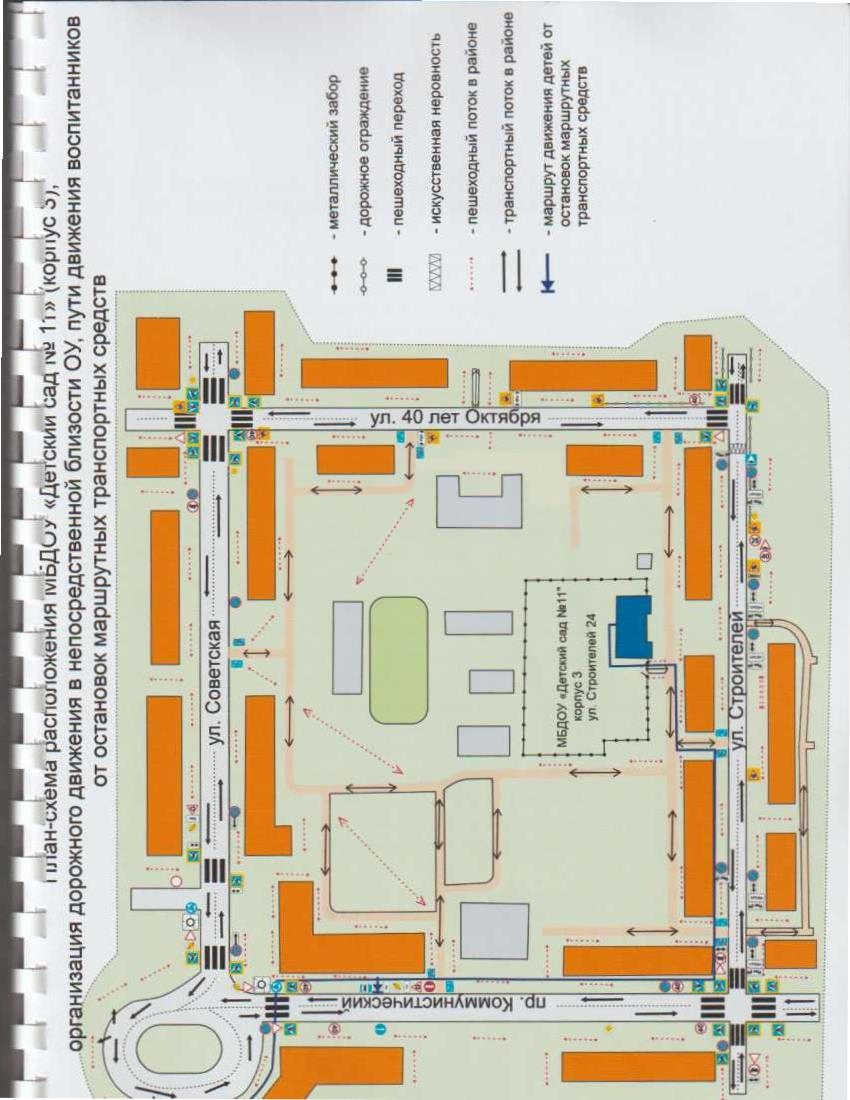 План-схема расположения МБДОУ «Детский сад № 11» (корпус 3),
организация дорожного движения в непосредственной близости ОУ, пути движения воспитанников
от остановок маршрутных транспортных средств
ул. Советская
ул. 40 лет Октября
пр. Коммунистический
ул. Строителей
МБДОУ «Детский сад №11"
корпус 3
ул. Строителей 24
- металлический забор
- дорожное ограждение
- пешеходный переход
- искусственная неровность
- пешеходный поток в районе
- транспортный поток в районе
- маршрут движения детей от
остановок маршрутных
транспортных средств